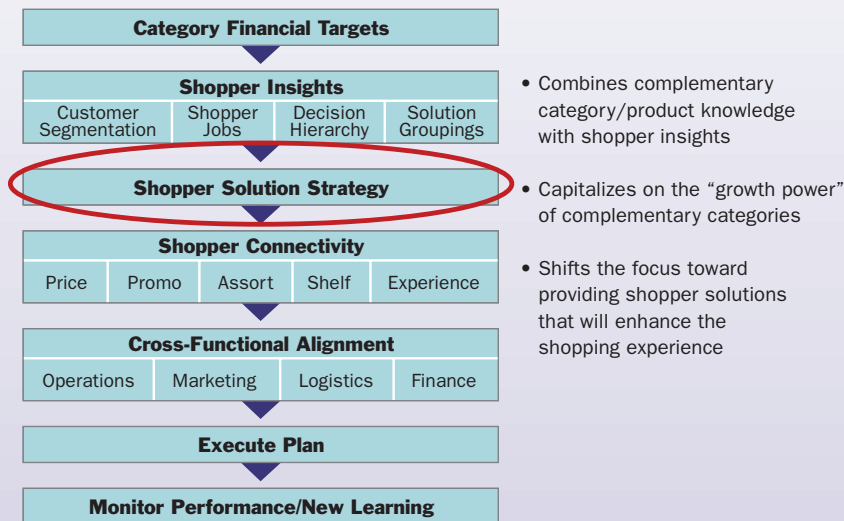 Category Financial Targets
Shopper Insights
Customer
Segmentation
Shopper
Jobs
Decision
Hierarchy
Solution
Groupings
Shopper Solution Strategy
Shopper Connectivity
Price
Promo
Assort
Shelf
Experience
Cross-Functional Alignment
Operations
Marketing
Logistics
Finance
Execute Plan
Monitor Performance/New Learning
• Combines complementary
category/product knowledge
with shopper insights
• Capitalizes on the “growth power”
of complementary categories
• Shifts the focus toward
providing shopper solutions
that will enhance the
shopping experience